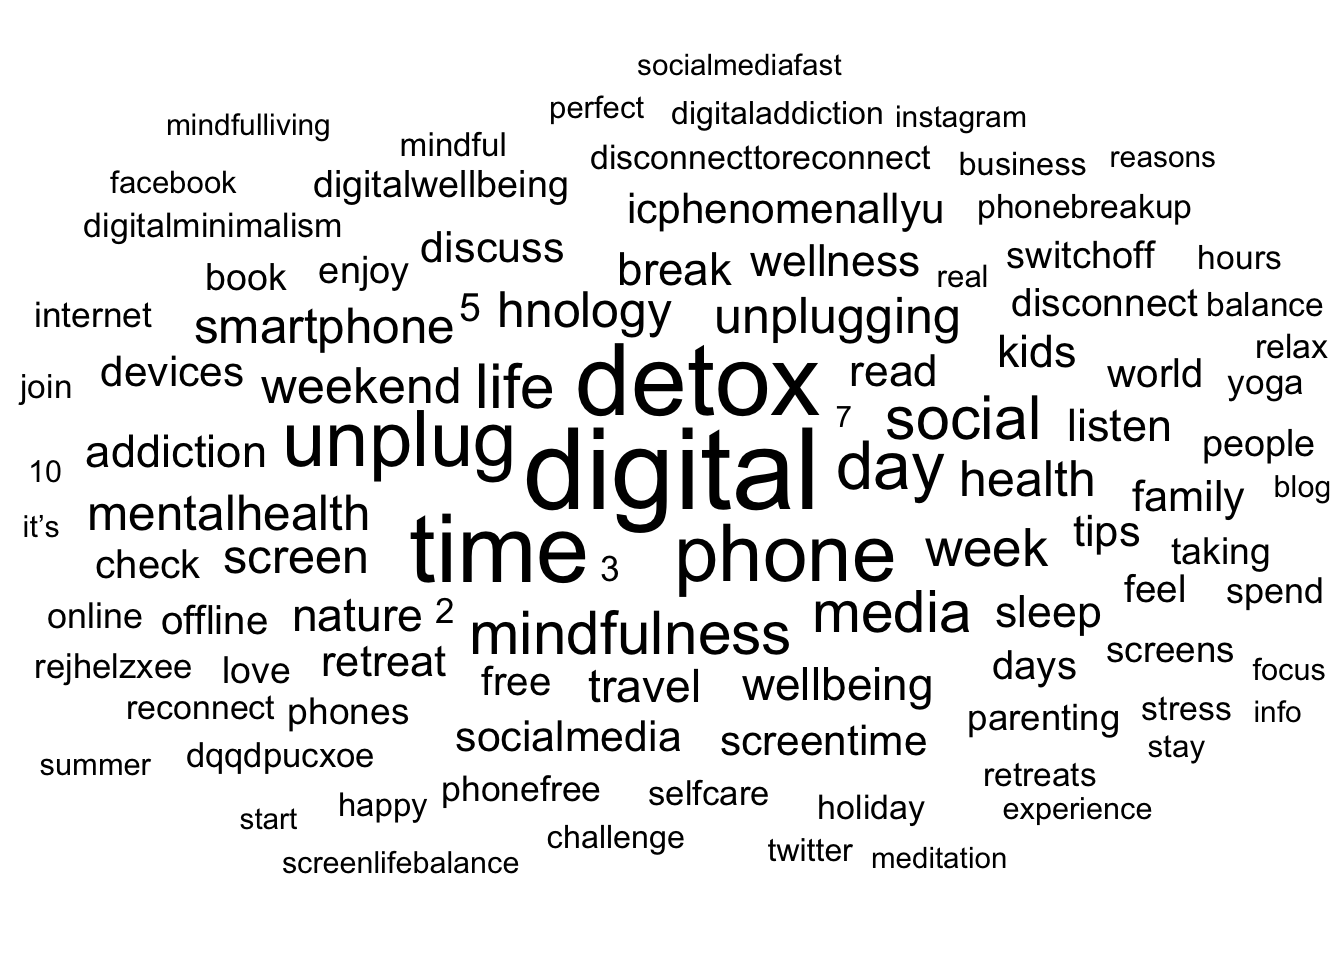 socialmediafast
perfect digitaladdiction instagram
mindfulliving
mindful disconnecttoreconnect business reasons
facebook digitalwellbeing
icphenomenallyu phonebreakup
digitalminimalism
discuss break wellness switchoff hours
book enjoy real
internet smartphone 5 hnology unplugging disconnect balance
join devices weekend life detox read kids world relax
yoga
addiction unplug 7 social listen people
10 digital day health family blog
it’s mentalhealth
check screen time 3 phone week tips taking
online offline nature 2 mindfulness media sleep feel spend
rejhelzxee love retreat free travel wellbeing days screens focus
reconnect phones socialmedia screentime parenting stress info
summer dqqdpucxoe stay
start happy phonefree selfcare holiday retreats
experience
screenlifebalance challenge twitter meditation